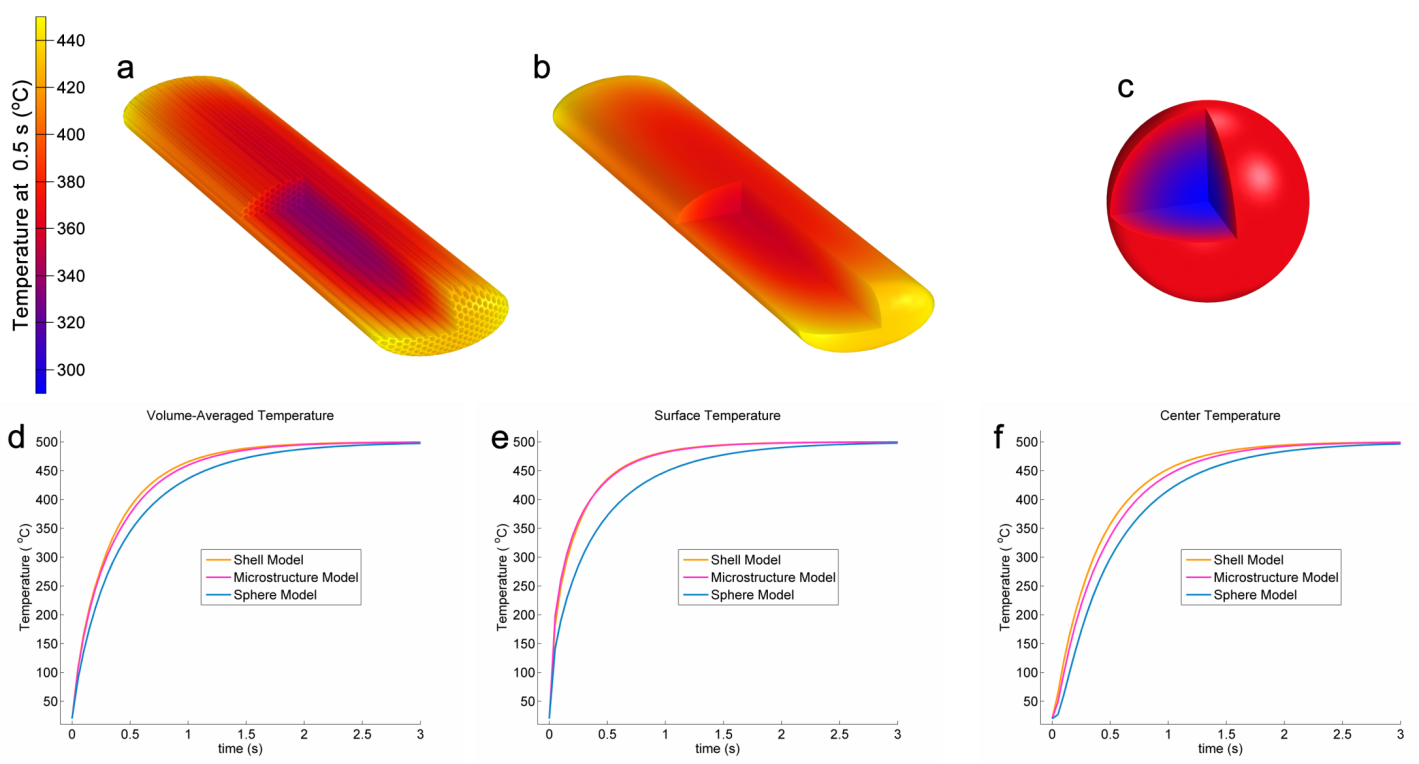 a
b
c
Temperature at 0.5 s (°C)
440
420
400
380
360
340
320
300
d
Volume-Averaged Temperature
Temperature ( °C)
500
450
400
350
300
250
200
150
100
50
Shell Model
Microstructure Model
Sphere Model
0 0.5 1 1.5 2 2.5 3
time (s)
e
Surface Temperature
Temperature ( °C)
500
450
400
350
300
250
200
150
100
50
Shell Model
Microstructure Model
Sphere Model
0 0.5 1 1.5 2 2.5 3
time (s)
f
Center Temperature
Temperature ( °C)
500
450
400
350
300
250
200
150
100
50
Shell Model
Microstructure Model
Sphere Model
0 0.5 1 1.5 2 2.5 3
time (s)